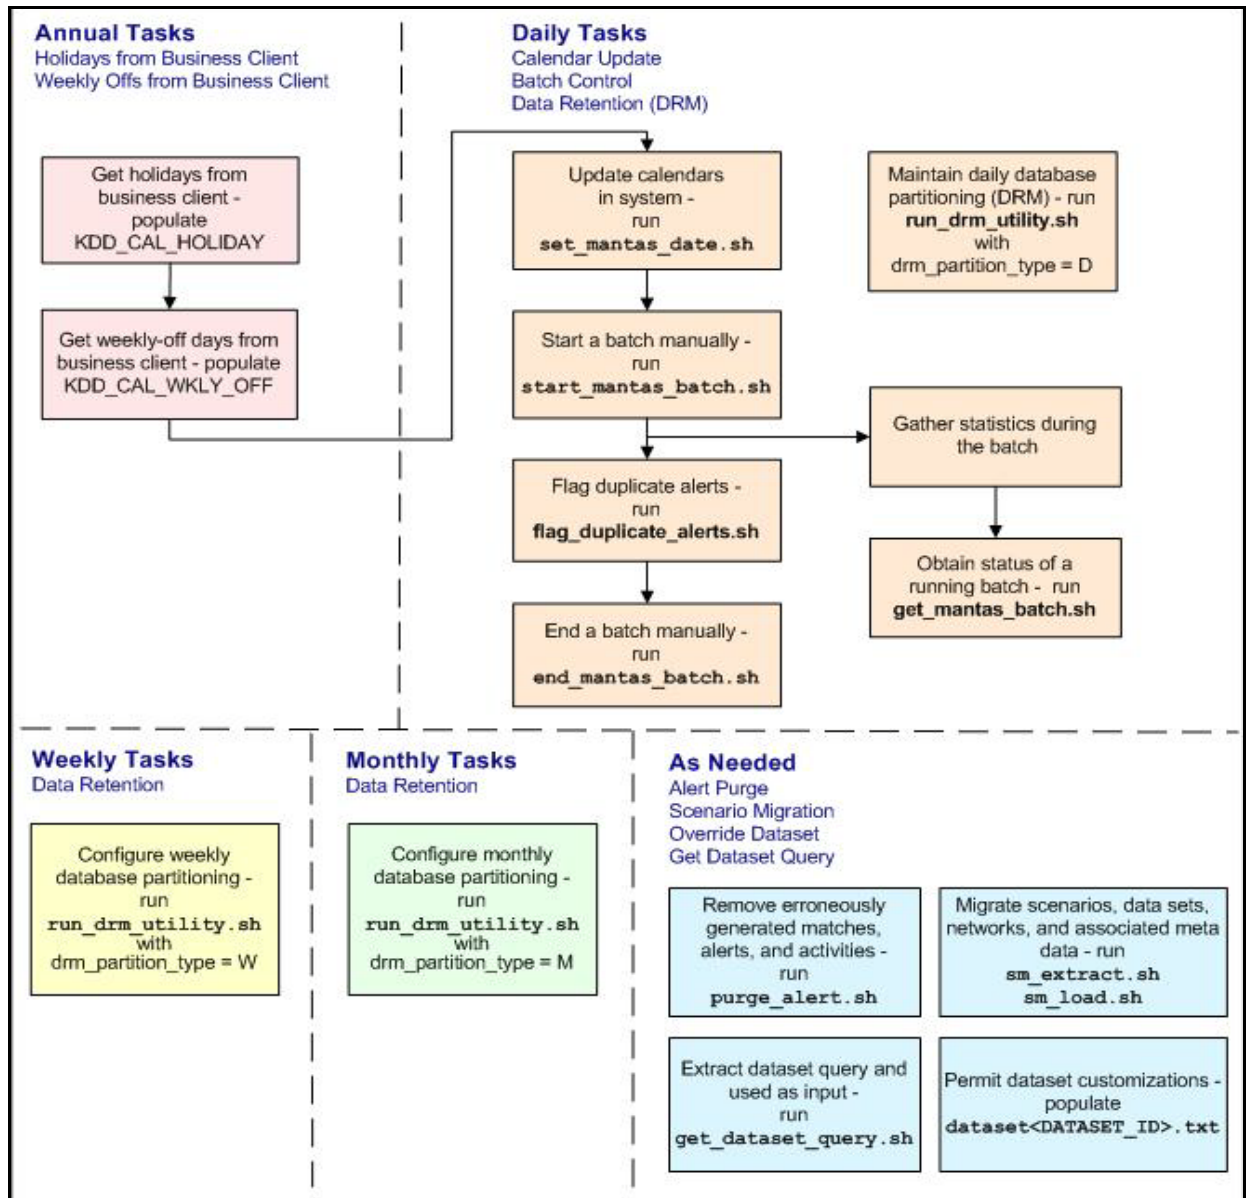 Annual Tasks
Holidays from Business Client
Weekly Offs from Business Client
Get holidays from
business client -
populate
KDD_CAL_HOLIDAY
Get weekly-off days from
business client - populate
KDD_CAL_WKLY_OFF
Daily Tasks
Calendar Update
Batch Control
Data Retention (DRM)
Update calendars
in system -
run
set_mantas_date.sh
Start a batch manually -
run
start_mantas_batch.sh
Flag duplicate alerts -
run
flag_duplicate_alerts.sh
End a batch manually -
run
end_mantas_batch.sh
Maintain daily database
partitioning (DRM) - run
run_drm_utility.sh
with
drm_partition_type = D
Gather statistics during
the batch
Obtain status of a
running batch - run
get_mantas_batch.sh
Weekly Tasks
Data Retention
Configure weekly
database partitioning -
run
run_drm_utility.sh
with
drm_partition_type = W
Monthly Tasks
Data Retention
Configure monthly
database partitioning -
run
run_drm_utility.sh
with
drm_partition_type = M
As Needed
Alert Purge
Scenario Migration
Override Dataset
Get Dataset Query
Remove erroneously
generated matches,
alerts, and activities -
run
purge_alert.sh
Migrate scenarios, data sets,
networks, and associated meta
data - run
sm_extract.sh
sm_load.sh
Extract dataset query and
used as input -
run
get_dataset_query.sh
Permit dataset customizations -
populate
dataset<DATASET_ID>.txt